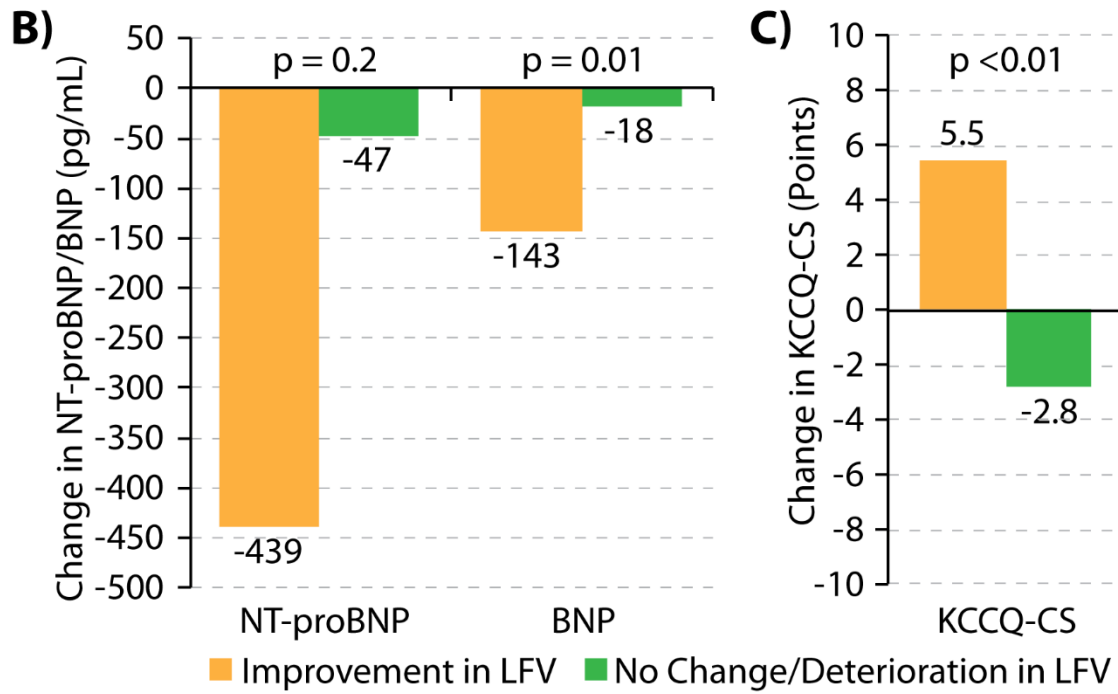 B)
Change in NT-proBNP/BNP (pg/mL)
50
0
-50
-100
-150
-200
-250
-300
-350
-400
-450
-500
p = 0.2
p = 0.01
-47
-18
-143
-439
NT-proBNP
BNP
C)
Change in KCCQ-CS (Points)
10
8
6
4
2
0
-2
-4
-6
-8
-10
p <0.01
5.5
-2.8
KCCQ-CS
Improvement in LFV
No Change/Deterioration in LFV